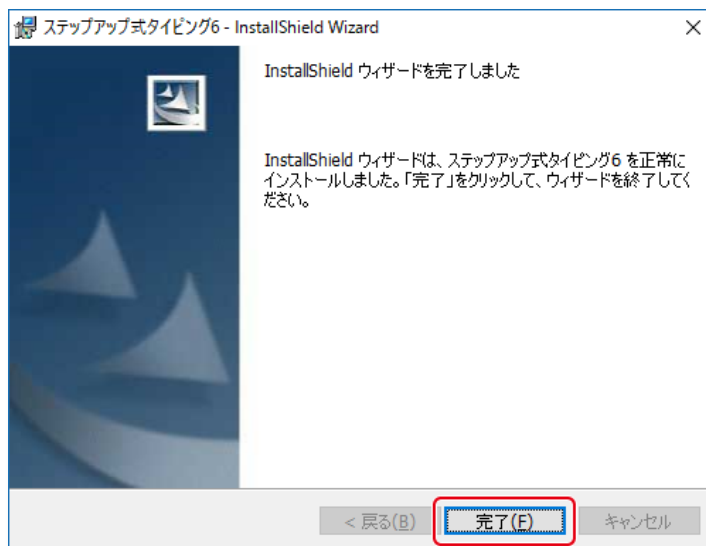 ステップアップ式タイピング6 - InstallShield Wizard
InstallShield ウィザードを完了しました
InstallShield ウィザードは、ステップアップ式タイピング6 を正常に
インストールしました。「完了」をクリックして、ウィザードを終了してく
ださい。
< 戻る(B)
完了(F)
キャンセル